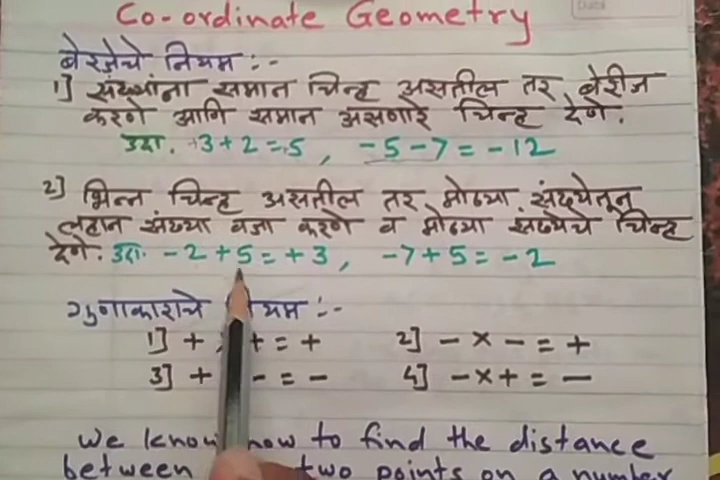 Co-ordinate Geometry
बेरजेचे नियम :-
1] संख्यांना समान चिन्ह असतील तर बेरीज
करणे आणि समान असणारे चिन्ह देणे.
उदा. +3+2=+5 , -5-7=-12
2] भिन्न चिन्ह असतील तर मोठ्या संख्येतून
लहान संख्या वजा करणे व मोठ्या संख्येचे चिन्ह
देणे. उदा. -2+5=+3, -7+5=-2
गुणाकाराचे नियम :-
1] + + = + 2] - × - = +
3] + - = - 4] - × + = -
We know how to find the distance
between two points on a number